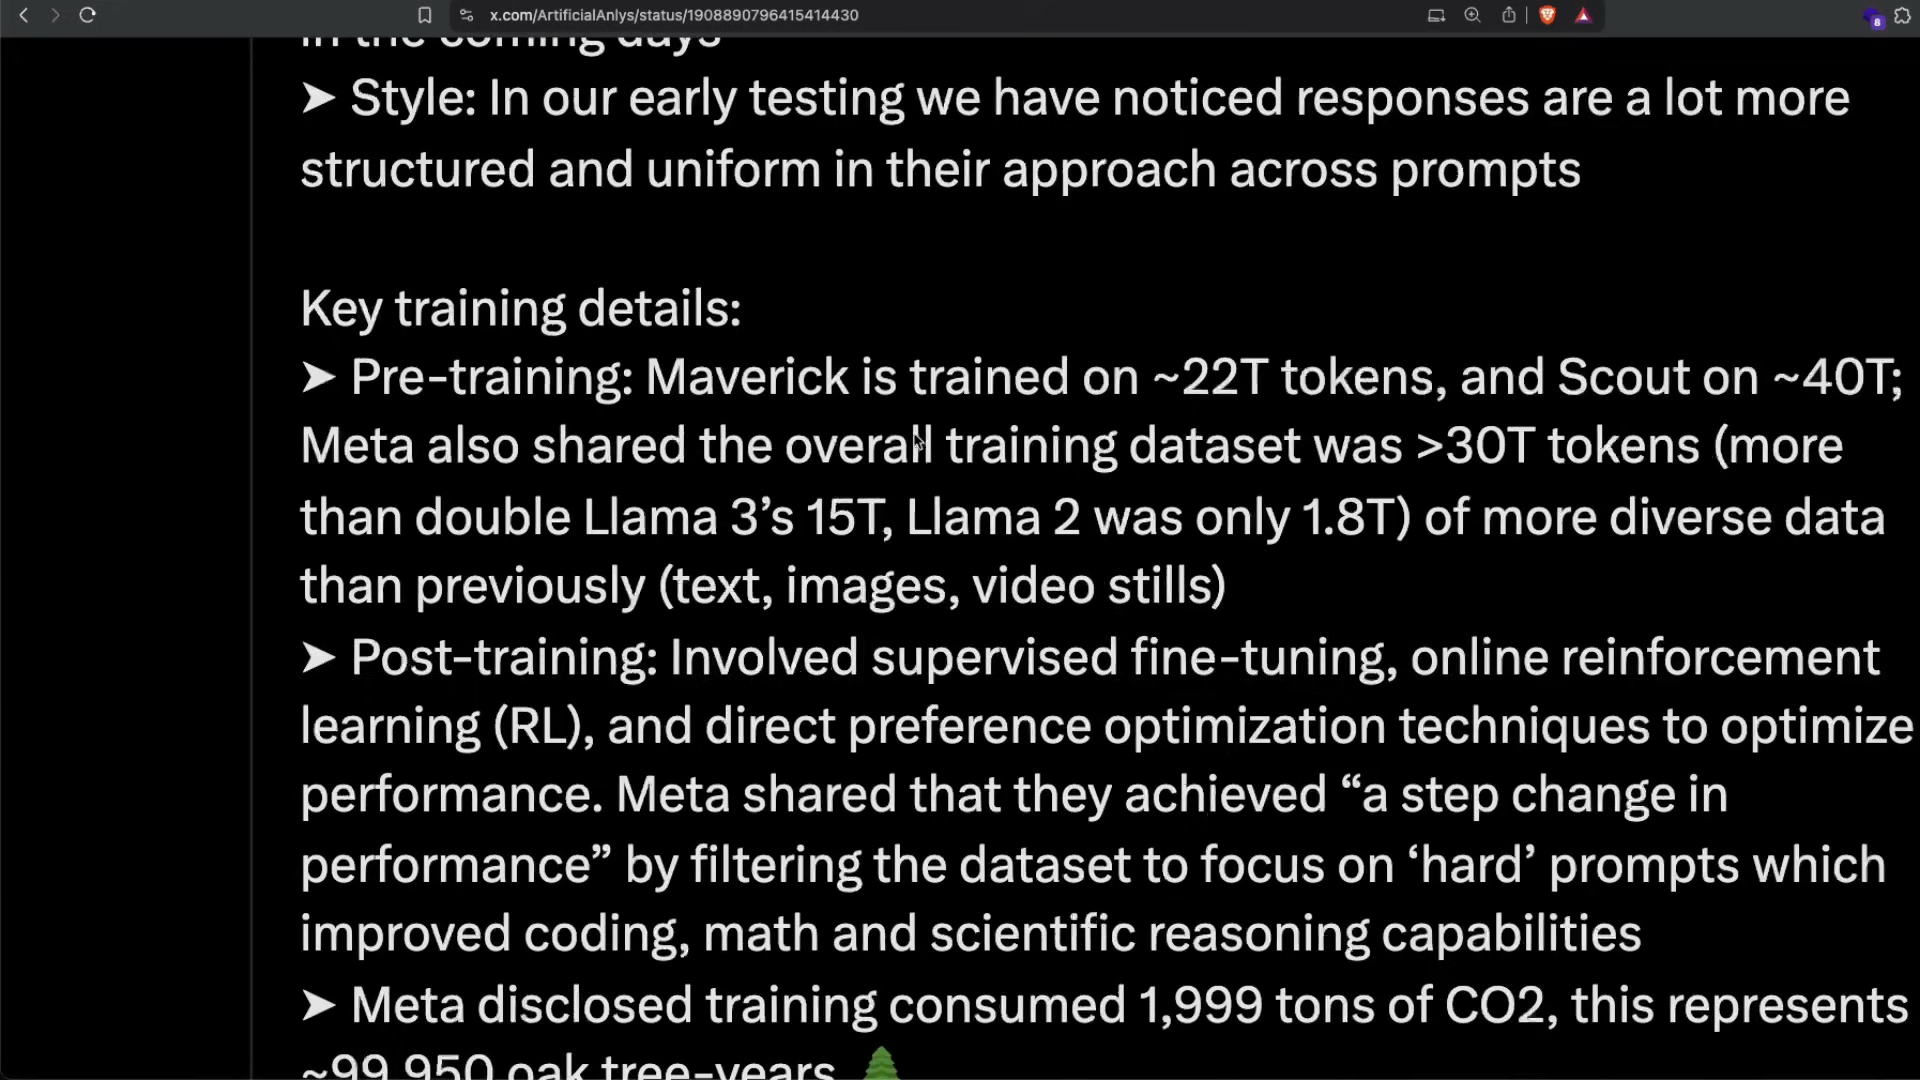 x.com/ArtificialAnlys/status/1908890796415414430
8
in the coming days
➤ Style: In our early testing we have noticed responses are a lot more
structured and uniform in their approach across prompts
Key training details:
➤ Pre-training: Maverick is trained on ~22T tokens, and Scout on ~40T;
Meta also shared the overall training dataset was >30T tokens (more
than double Llama 3’s 15T, Llama 2 was only 1.8T) of more diverse data
than previously (text, images, video stills)
➤ Post-training: Involved supervised fine-tuning, online reinforcement
learning (RL), and direct preference optimization techniques to optimize
performance. Meta shared that they achieved “a step change in
performance” by filtering the dataset to focus on ‘hard’ prompts which
improved coding, math and scientific reasoning capabilities
➤ Meta disclosed training consumed 1,999 tons of CO2, this represents
~99,950 oak tree-years 🌲